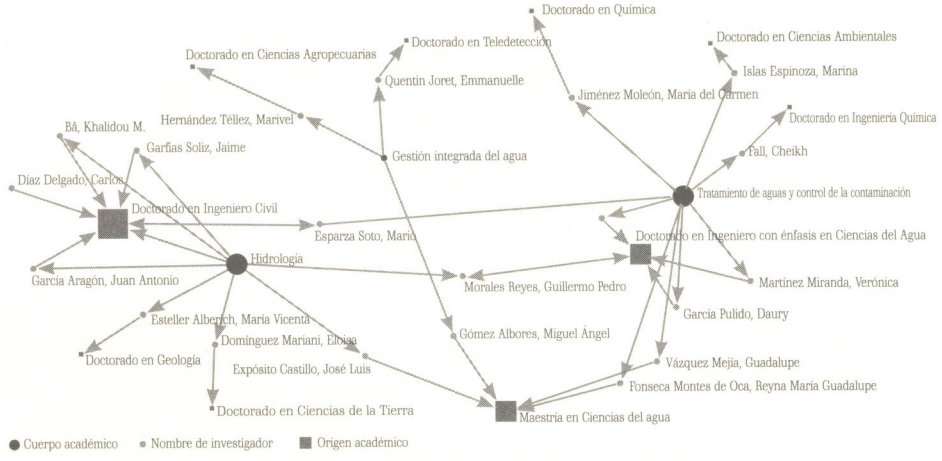 Doctorado en Química
Doctorado en Ciencias Ambientales
Doctorado en Teledetección
Doctorado en Ciencias Agropecuarias
Islas Espinoza, Marina
Quentin Joret, Emmanuelle
Jiménez Moleón, María del Carmen
Doctorado en Ingeniería Química
Hernández Téllez, Marivel
Bâ, Khalidou M.
Garfias Soliz, Jaime
Fall, Cheikh
Gestión integrada del agua
Díaz Delgado, Carlos
Tratamiento de aguas y control de la contaminación
Doctorado en Ingeniero Civil
Esparza Soto, Mario
Doctorado en Ingeniero con énfasis en Ciencias del Agua
Hidrología
García Aragón, Juan Antonio
Morales Reyes, Guillermo Pedro
Martínez Miranda, Verónica
Esteller Alberich, María Vicenta
García Pulido, Daury
Domínguez Mariani, Eloisa
Gómez Albores, Miguel Ángel
Doctorado en Geología
Expósito Castillo, José Luis
Vázquez Mejía, Guadalupe
Fonseca Montes de Oca, Reyna María Guadalupe
Doctorado en Ciencias de la Tierra
Maestría en Ciencias del agua
Cuerpo académico
Nombre de investigador
Origen académico